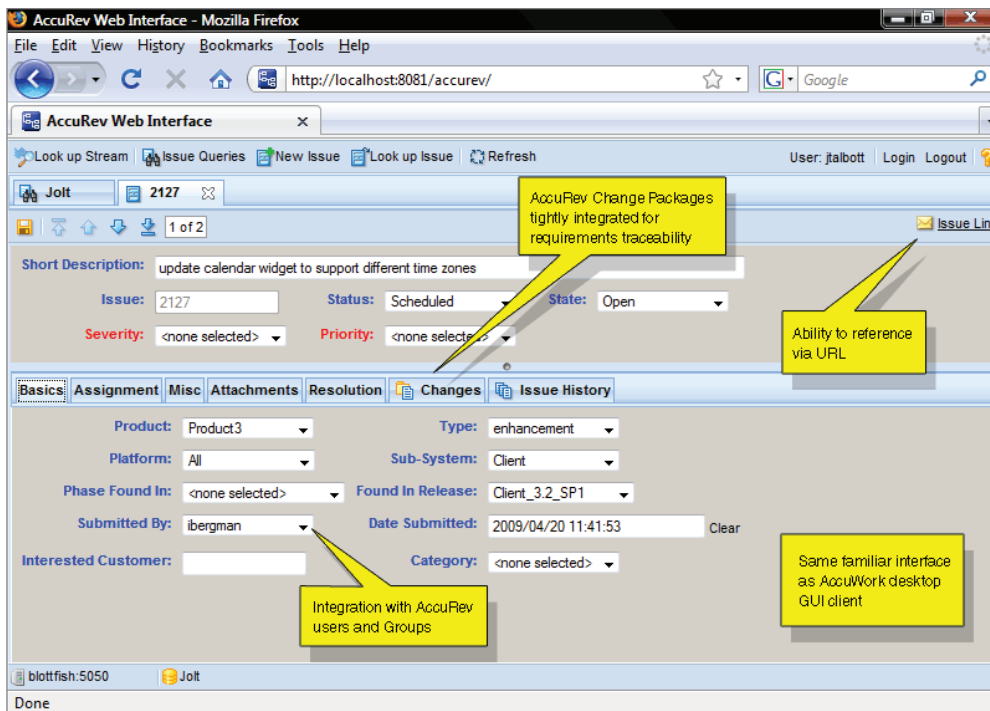 AccuRev Web Interface - Mozilla Firefox
File Edit View History Bookmarks Tools Help
http://localhost:8081/accurev/
G Google
AccuRev Web Interface
Look up Stream Issue Queries New Issue Look up Issue Refresh User: jtalbott Login Logout
Jolt 2127
1 of 2 Issue Lin
AccuRev Change Packages
tightly integrated for
requirements traceability
Short Description: update calendar widget to support different time zones
Issue: 2127 Status: Scheduled State: Open
Severity: <none selected> Priority: <none selected>
Ability to reference
via URL
Basics Assignment Misc Attachments Resolution Changes Issue History
Product: Product3 Type: enhancement
Platform: All Sub-System: Client
Phase Found In: <none selected> Found In Release: Client_3.2_SP1
Submitted By: ibergman Date Submitted: 2009/04/20 11:41:53 Clear
Interested Customer: Category: <none selected>
Same familiar interface
as AccuWork desktop
GUI client
Integration with AccuRev
users and Groups
blottfish:5050 Jolt
Done